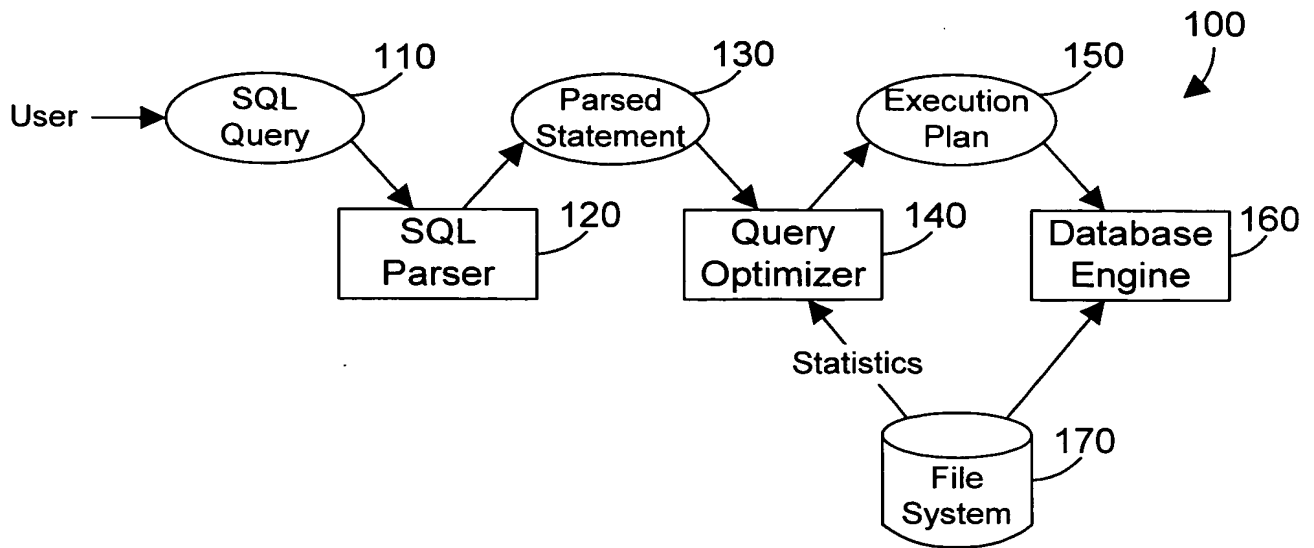 100
110
130
150
User
SQL
Query
Parsed
Statement
Execution
Plan
SQL
Parser
120
Query
Optimizer
140
Database
Engine
160
Statistics
File
System
170